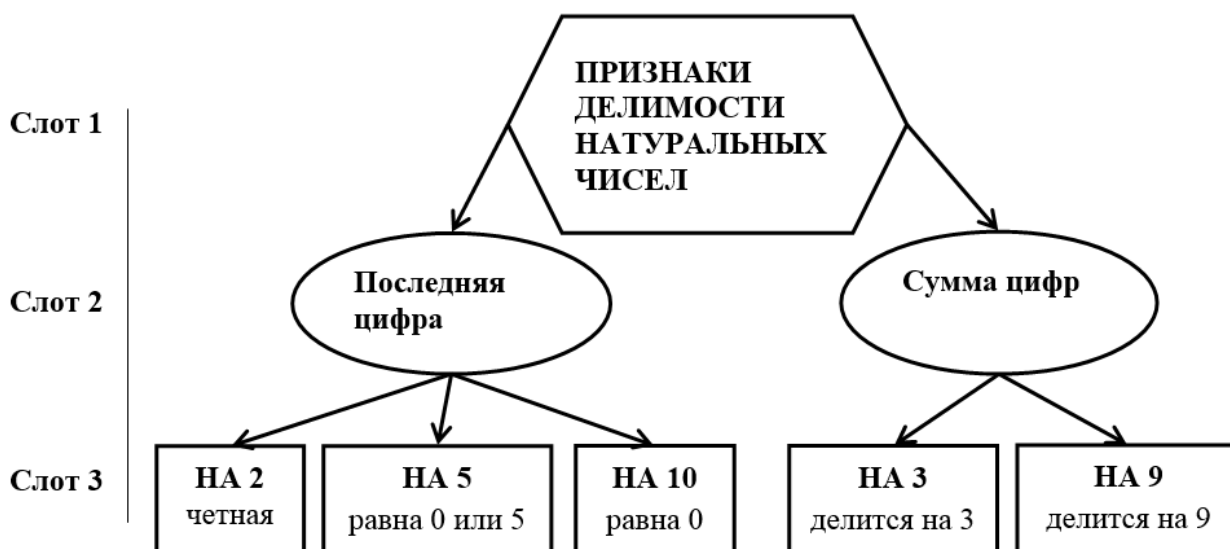 ПРИЗНАКИ
ДЕЛИМОСТИ
НАТУРАЛЬНЫХ
ЧИСЕЛ
Слот 1
Слот 2
Последняя
цифра
Сумма цифр
Слот 3
НА 2
четная
НА 5
равна 0 или 5
НА 10
равна 0
НА 3
делится на 3
НА 9
делится на 9